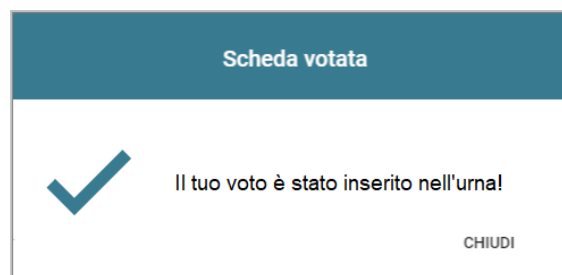 Scheda votata
Il tuo voto è stato inserito nell'urna!
CHIUDI